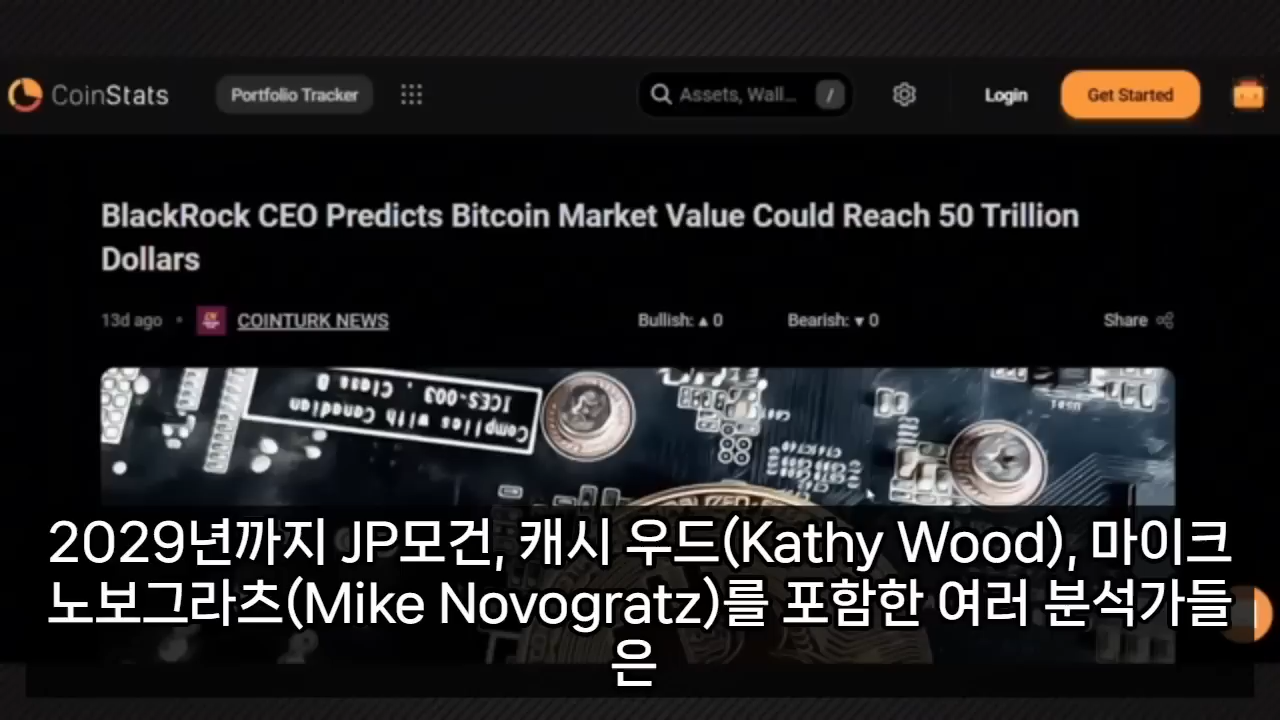 CoinStats
Portfolio Tracker
Assets, Wall...
/
Login
Get Started
BlackRock CEO Predicts Bitcoin Market Value Could Reach 50 Trillion
Dollars
13d ago • COINTURK NEWS
Bullish: ▲ 0
Bearish: ▼ 0
Share
ICES-003 . Class B
Complies with Canadian
2029년까지 JP모건, 캐시 우드(Kathy Wood), 마이크
노보그라츠(Mike Novogratz)를 포함한 여러 분석가들
은